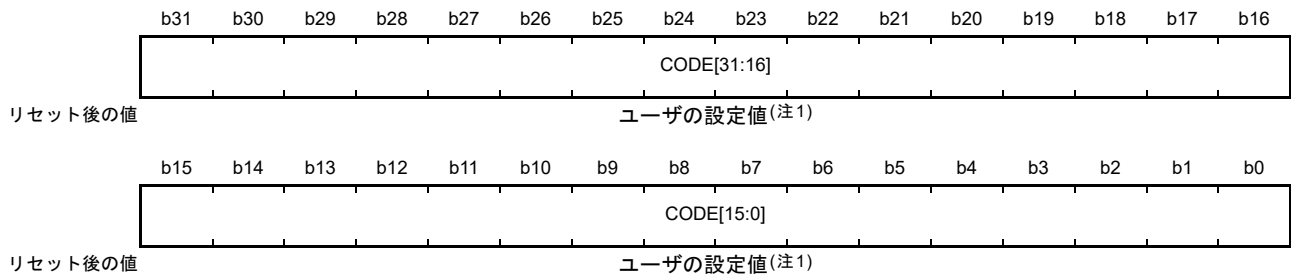 b31 b30 b29 b28 b27 b26 b25 b24 b23 b22 b21 b20 b19 b18 b17 b16
CODE[31:16]
リセット後の値 ユーザの設定値(注1)
b15 b14 b13 b12 b11 b10 b9 b8 b7 b6 b5 b4 b3 b2 b1 b0
CODE[15:0]
リセット後の値 ユーザの設定値(注1)